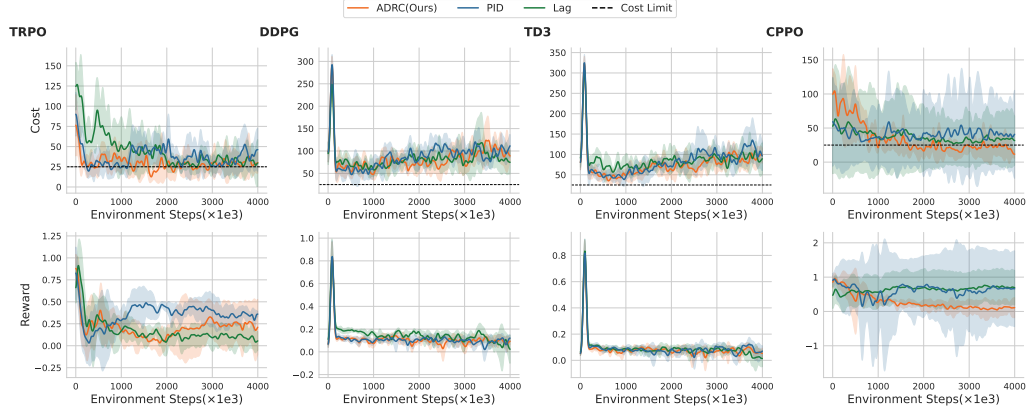 ADRC(Ours) PID Lag Cost Limit
TRPO DDPG TD3 CPPO
Cost
150
125
100
75
50
25
0
0 1000 2000 3000 4000
Environment Steps(×1e3)
300
250
200
150
100
50
0 1000 2000 3000 4000
Environment Steps(×1e3)
350
300
250
200
150
100
50
0 1000 2000 3000 4000
Environment Steps(×1e3)
150
100
50
0
0 1000 2000 3000 4000
Environment Steps(×1e3)
Reward
1.25
1.00
0.75
0.50
0.25
0.00
−0.25
0 1000 2000 3000 4000
Environment Steps(×1e3)
1.0
0.8
0.6
0.4
0.2
0.0
−0.2
0 1000 2000 3000 4000
Environment Steps(×1e3)
0.8
0.6
0.4
0.2
0.0
0 1000 2000 3000 4000
Environment Steps(×1e3)
2
1
0
−1
0 1000 2000 3000 4000
Environment Steps(×1e3)